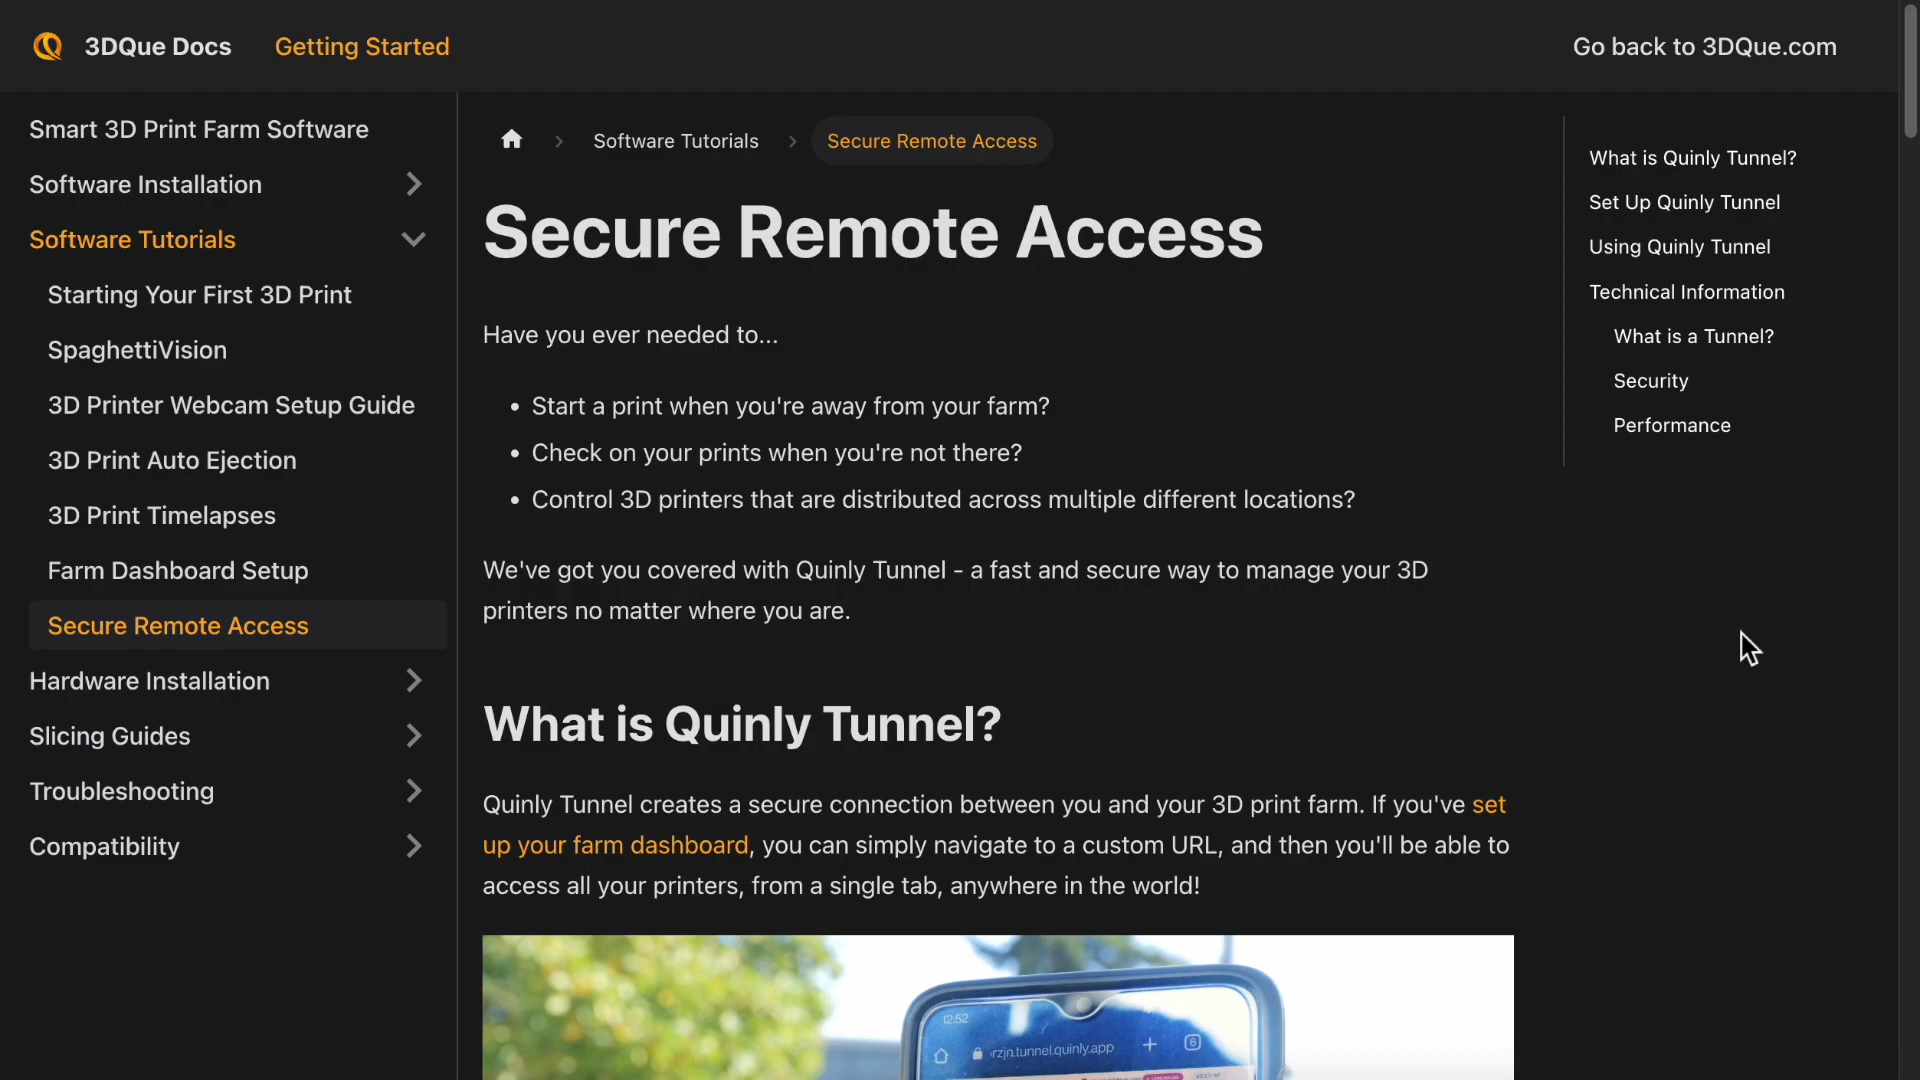 3DQue Docs
Getting Started
Go back to 3DQue.com
Smart 3D Print Farm Software
Software Installation
Software Tutorials
Starting Your First 3D Print
SpaghettiVision
3D Printer Webcam Setup Guide
3D Print Auto Ejection
3D Print Timelapses
Farm Dashboard Setup
Secure Remote Access
Hardware Installation
Slicing Guides
Troubleshooting
Compatibility
Software Tutorials
Secure Remote Access
Secure Remote Access
Have you ever needed to...
• Start a print when you're away from your farm?
• Check on your prints when you're not there?
• Control 3D printers that are distributed across multiple different locations?
We've got you covered with Quinly Tunnel - a fast and secure way to manage your 3D
printers no matter where you are.
What is Quinly Tunnel?
Quinly Tunnel creates a secure connection between you and your 3D print farm. If you've set
up your farm dashboard, you can simply navigate to a custom URL, and then you'll be able to
access all your printers, from a single tab, anywhere in the world!
12:52
rzjn.tunnel.quinly.app
6
What is Quinly Tunnel?
Set Up Quinly Tunnel
Using Quinly Tunnel
Technical Information
What is a Tunnel?
Security
Performance